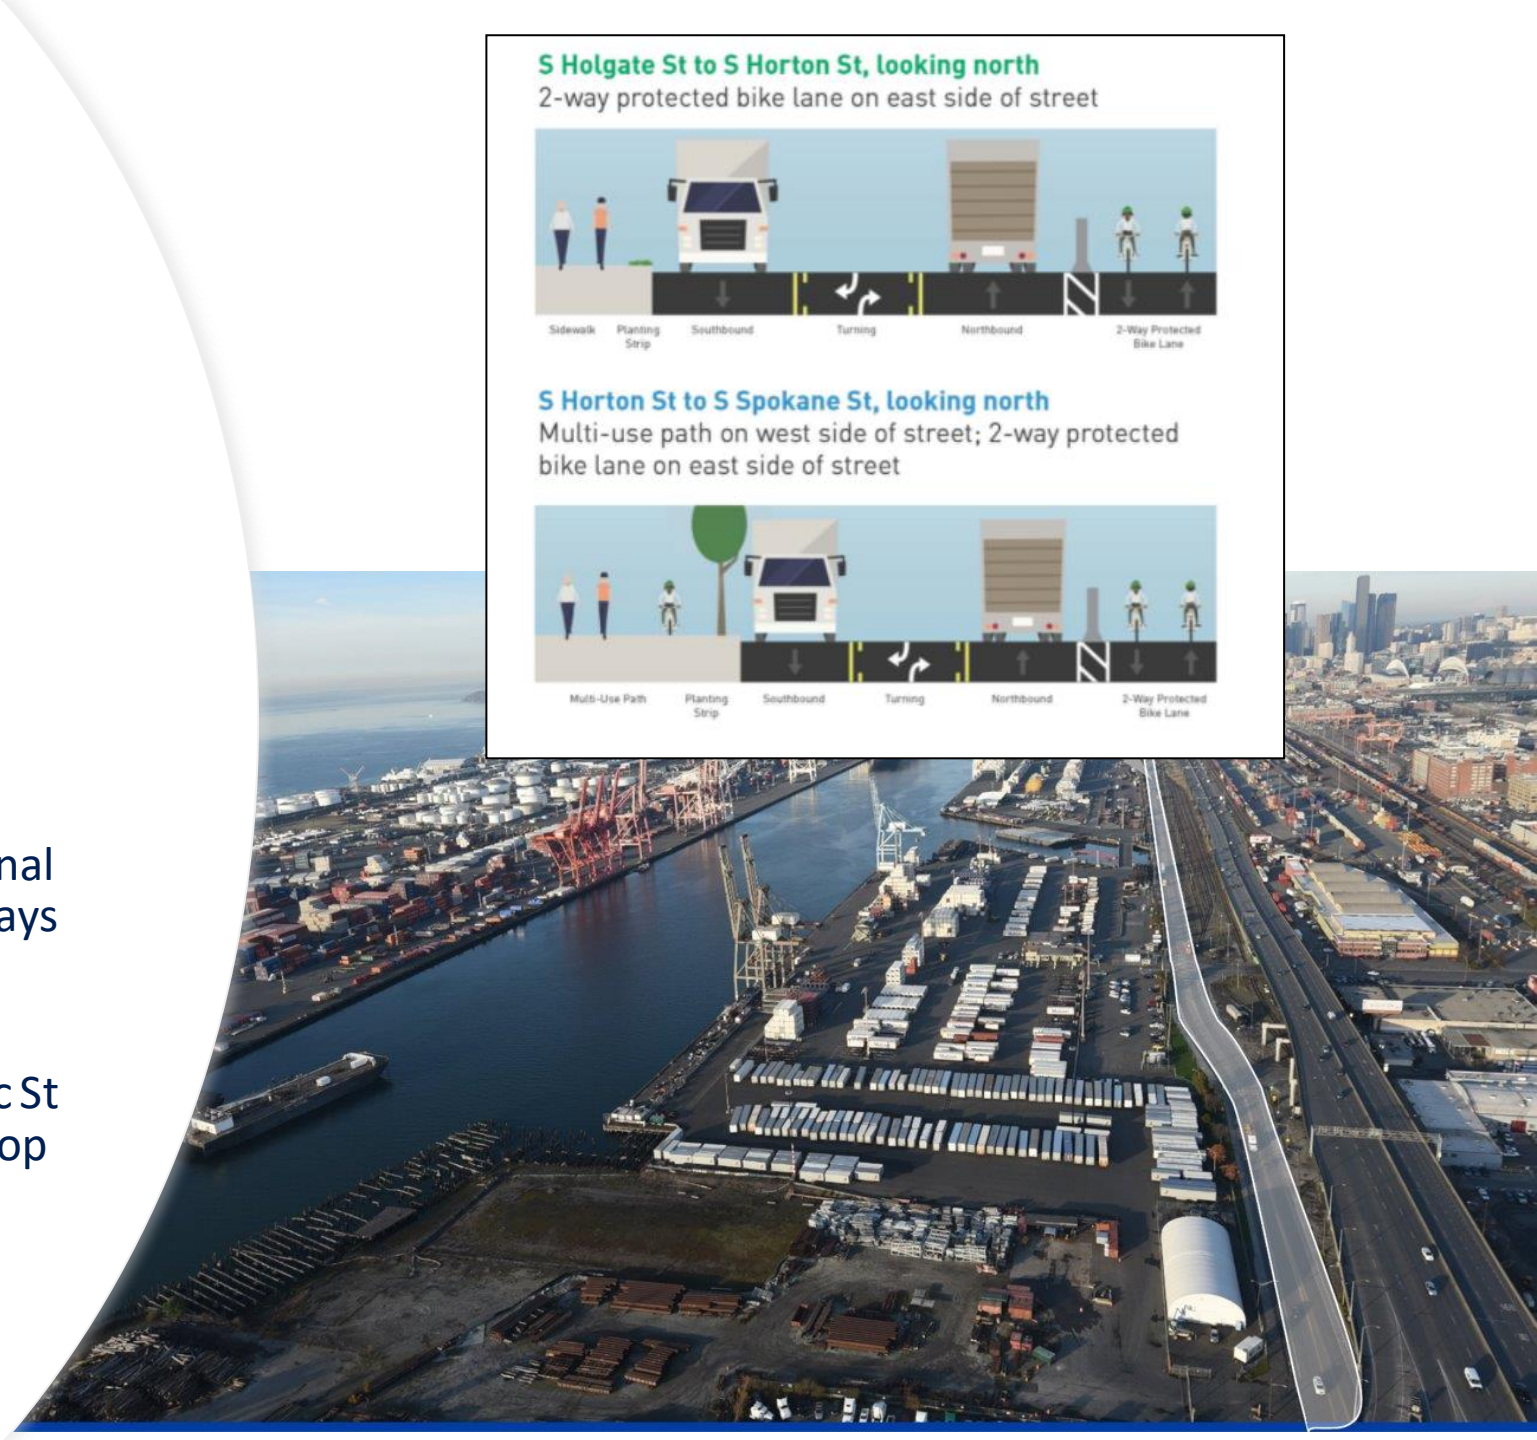 S Holgate St to S Horton St, looking north
2-way protected bike lane on east side of street
Sidewalk Planting Strip Southbound Turning Northbound 2-Way Protected Bike Lane
S Horton St to S Spokane St, looking north
Multi-use path on west side of street; 2-way protected
bike lane on east side of street
Multi-Use Path Planting Strip Southbound Turning Northbound 2-Way Protected Bike Lane
nal
ays
c St
op